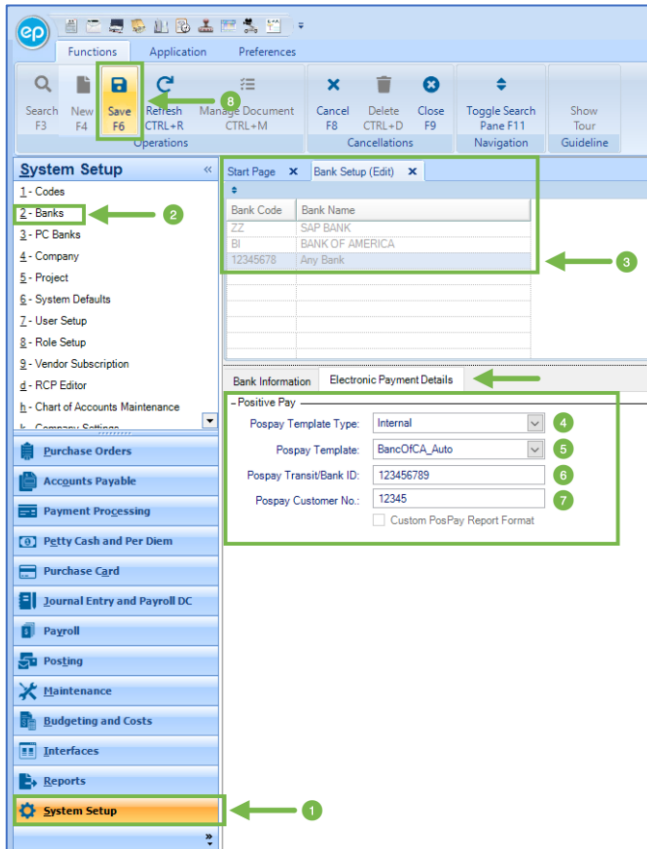 ep
Functions Application Preferences
Search F3
New F4
Save F6
Refresh CTRL+R
Manage Document CTRL+M
Cancel F8
Delete CTRL+D
Close F9
Toggle Search Pane F11
Show Tour
8
Operations Cancellations Navigation Guideline
System Setup «
Start Page X Bank Setup (Edit) X
1 - Codes
2 - Banks
2
3 - PC Banks
4 - Company
5 - Project
6 - System Defaults
7 - User Setup
8 - Role Setup
9 - Vendor Subscription
d - RCP Editor
h - Chart of Accounts Maintenance
k - Company Settings
Bank Code Bank Name
ZZ SAP BANK
BI BANK OF AMERICA
12345678 Any Bank
3
Bank Information Electronic Payment Details
Positive Pay
Pospay Template Type: Internal 4
Pospay Template: BancOfCA_Auto 5
Pospay Transit/Bank ID: 123456789 6
Pospay Customer No.: 12345 7
Custom PosPay Report Format
Purchase Orders
Accounts Payable
Payment Processing
Petty Cash and Per Diem
Purchase Card
Journal Entry and Payroll DC
Payroll
Posting
Maintenance
Budgeting and Costs
Interfaces
Reports
System Setup
1